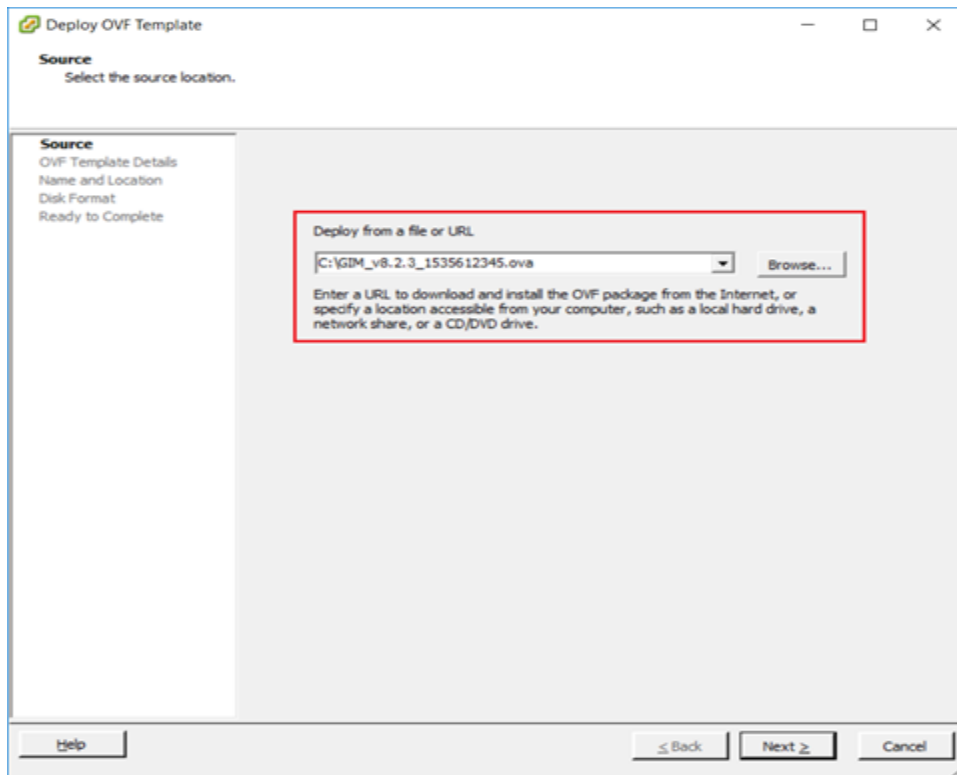 Deploy OVF Template
Source
Select the source location.
Source
OVF Template Details
Name and Location
Disk Format
Ready to Complete
Deploy from a file or URL
C:\GIM_v8.2.3_1535612345.ova
Browse...
Enter a URL to download and install the OVF package from the Internet, or
specify a location accessible from your computer, such as a local hard drive, a
network share, or a CD/DVD drive.
Help
≤ Back
Next ≥
Cancel